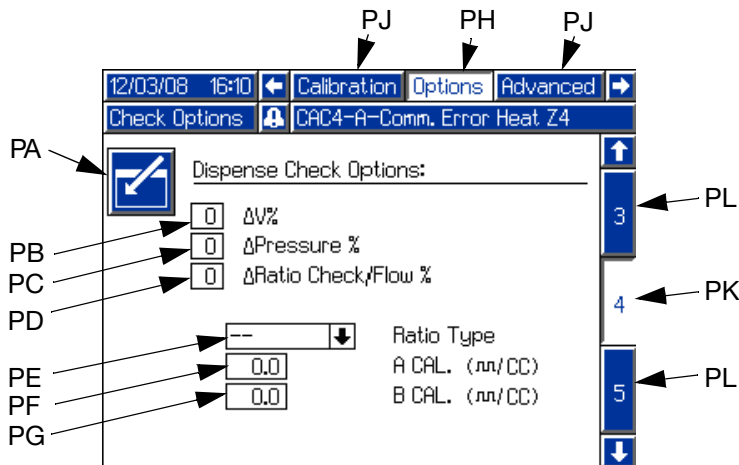 PJ PH PJ
12/03/08 16:10 Calibration Options Advanced
Check Options CAC4-A-Comm. Error Heat Z4
PA
Dispense Check Options:
3 PL
PB 0 ΔV%
PC 0 ΔPressure %
PD 0 ΔRatio Check/Flow %
4 PK
PE -- Ratio Type
PF 0.0 A CAL. (⎍⎍/CC)
PG 0.0 B CAL. (⎍⎍/CC)
5 PL